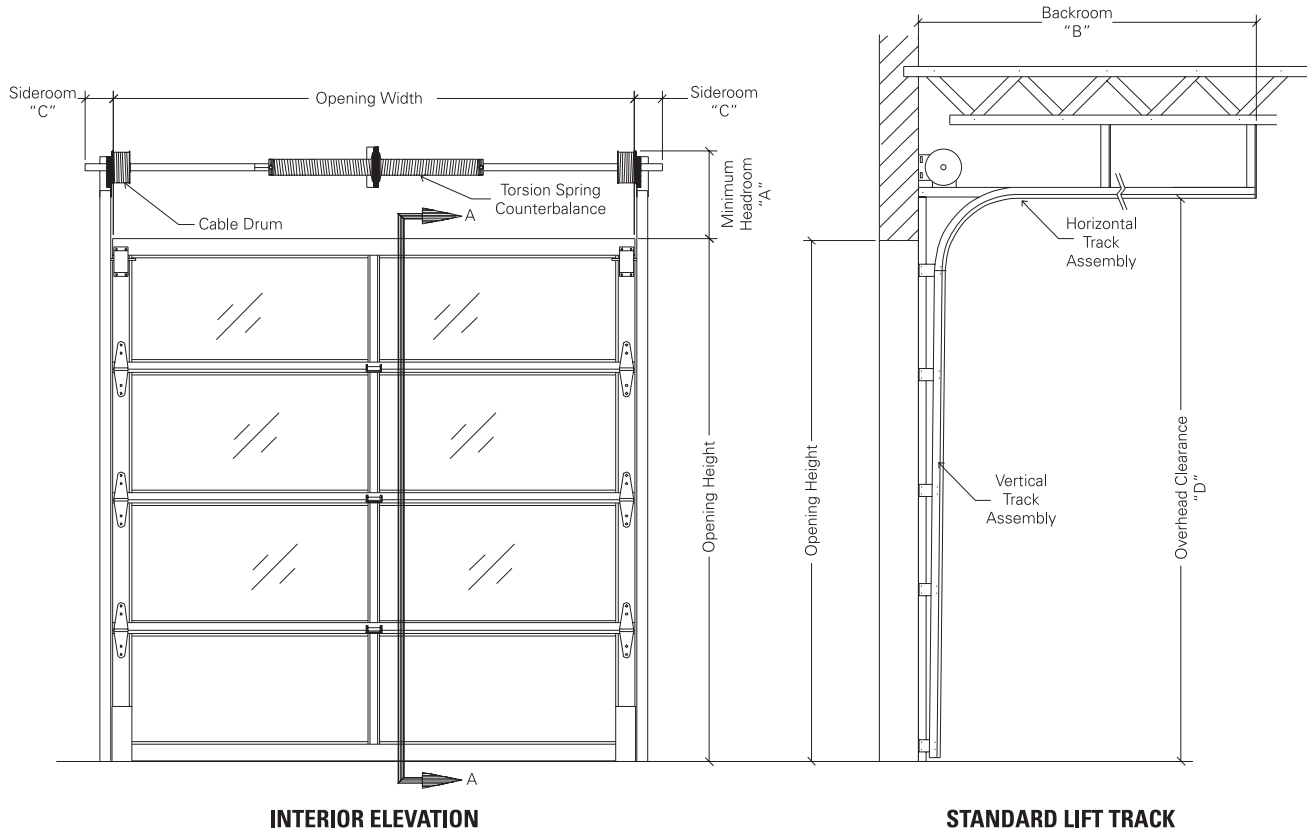 Sideroom
“C”
Opening Width
Sideroom
“C”
Torsion Spring
Counterbalance
Cable Drum
Minimum
Headroom
“A”
A
Opening Height
A
INTERIOR ELEVATION
Backroom
“B”
Horizontal
Track
Assembly
Opening Height
Vertical
Track
Assembly
Overhead Clearance
“D”
STANDARD LIFT TRACK